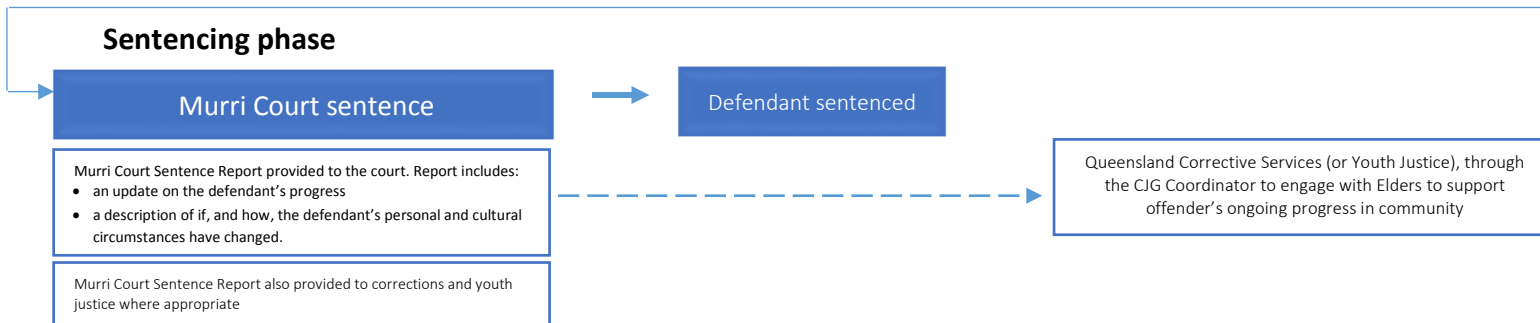 Sentencing phase
Murri Court sentence
Defendant sentenced
Murri Court Sentence Report provided to the court. Report includes:
• an update on the defendant's progress
• a description of if, and how, the defendant's personal and cultural
circumstances have changed.
Queensland Corrective Services (or Youth Justice), through
the CJG Coordinator to engage with Elders to support
offender's ongoing progress in community
Murri Court Sentence Report also provided to corrections and youth
justice where appropriate